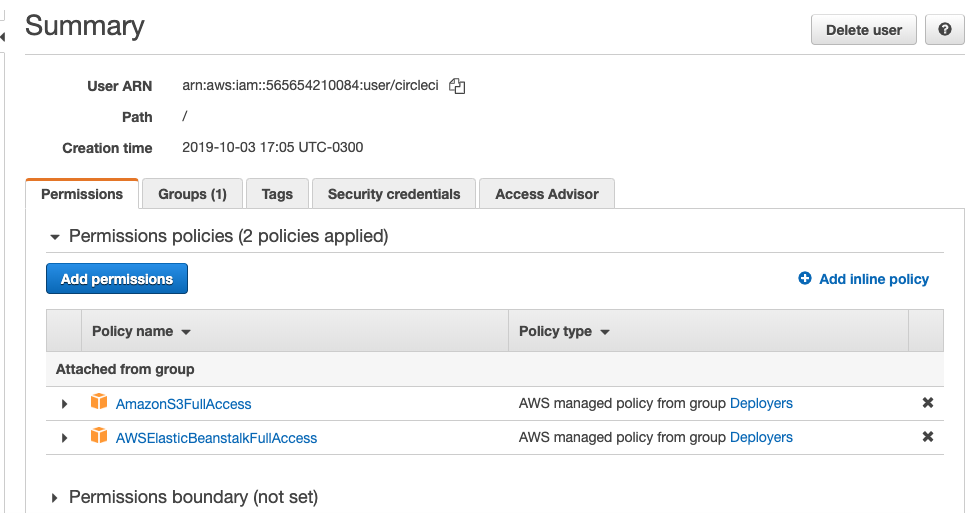 Summary
Delete user
User ARN arn:aws:iam::565654210084:user/circleci
Path /
Creation time 2019-10-03 17:05 UTC-0300
Permissions Groups (1) Tags Security credentials Access Advisor
Permissions policies (2 policies applied)
Add permissions Add inline policy
Policy name Policy type
Attached from group
AmazonS3FullAccess AWS managed policy from group Deployers
AWSElasticBeanstalkFullAccess AWS managed policy from group Deployers
Permissions boundary (not set)